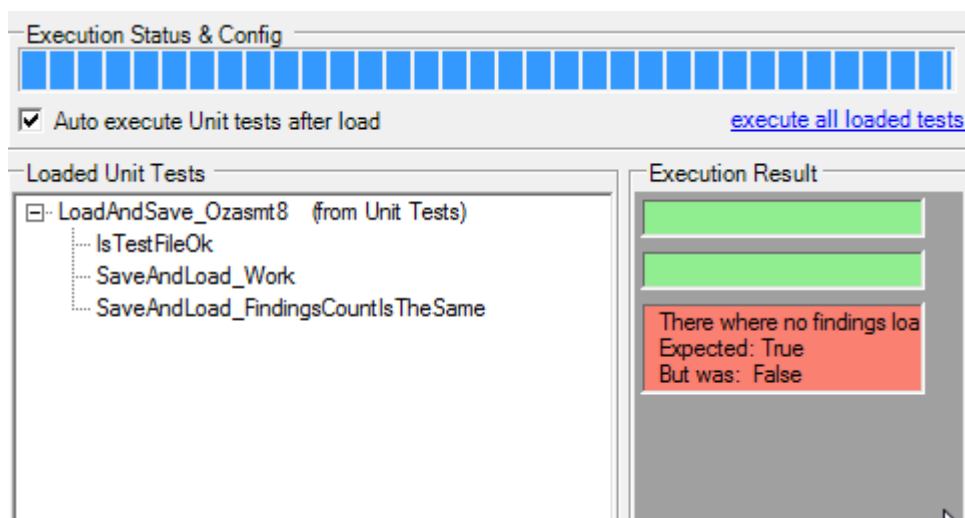 Execution Status & Config
Auto execute Unit tests after load
execute all loaded tests
Loaded Unit Tests
LoadAndSave_Ozasmt8 (from Unit Tests)
IsTestFileOk
SaveAndLoad_Work
SaveAndLoad_FindingsCountIsTheSame
Execution Result
There where no findings loa
Expected: True
But was: False